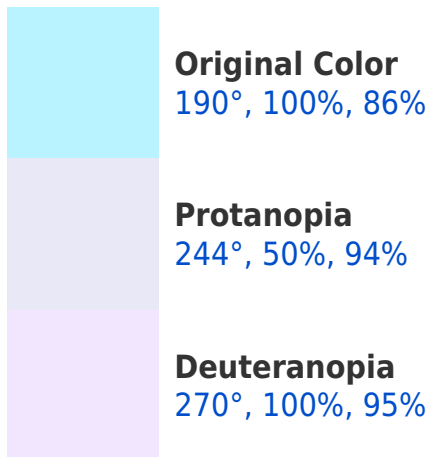 Original Color
190°, 100%, 86%
Protanopia
244°, 50%, 94%
Deuteranopia
270°, 100%, 95%